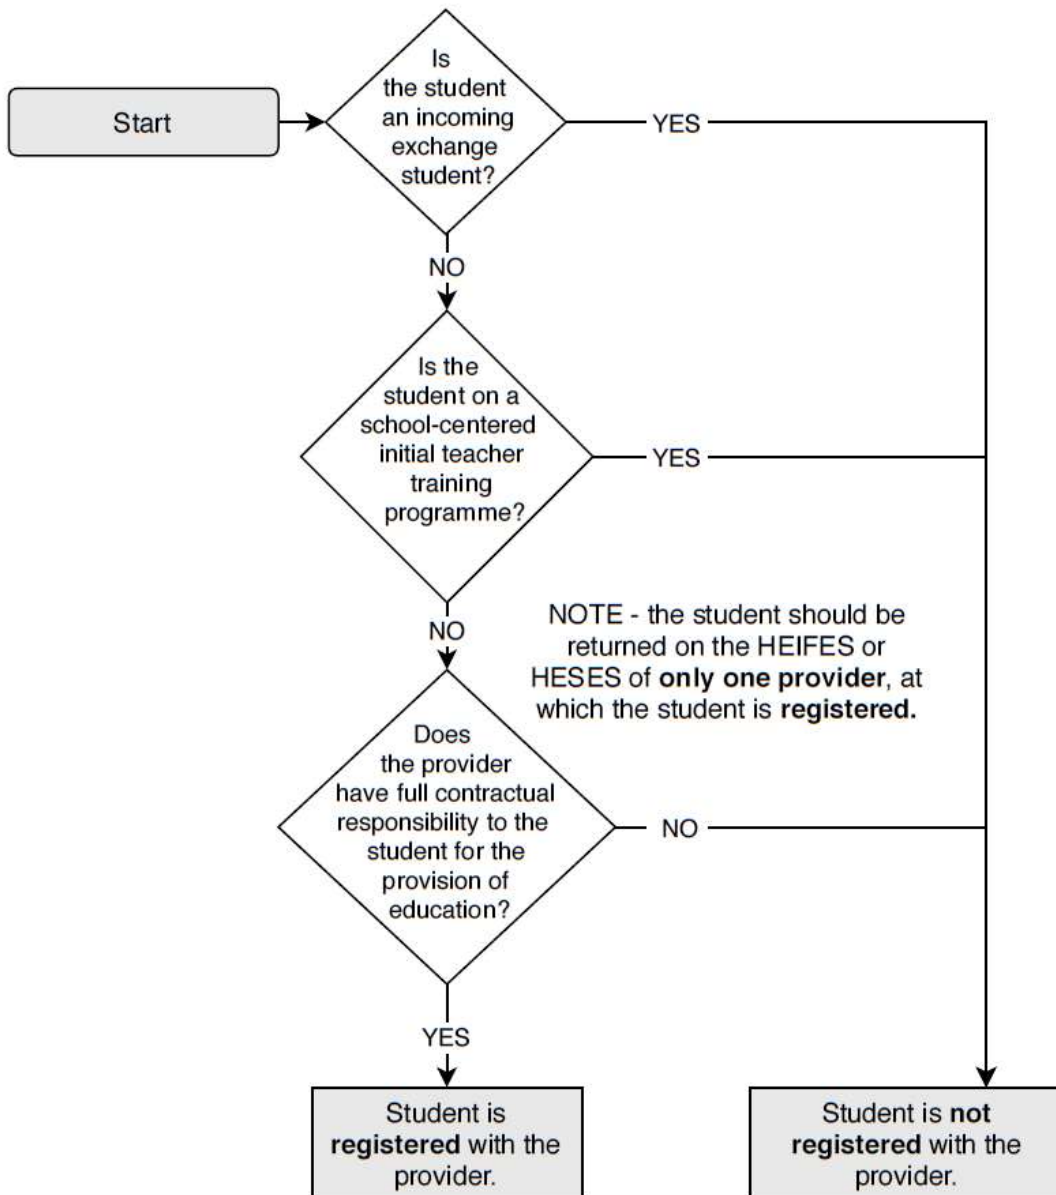 Start
Is
the student
an incoming
exchange
student?
YES
NO
Is the
student on a
school-centered
initial teacher
training
programme?
YES
NO
NOTE - the student should be
returned on the HEIFES or
HESES of only one provider, at
which the student is registered.
Does
the provider
have full contractual
responsibility to the
student for the
provision of
education?
NO
YES
Student is
registered with the
provider.
Student is not
registered with the
provider.